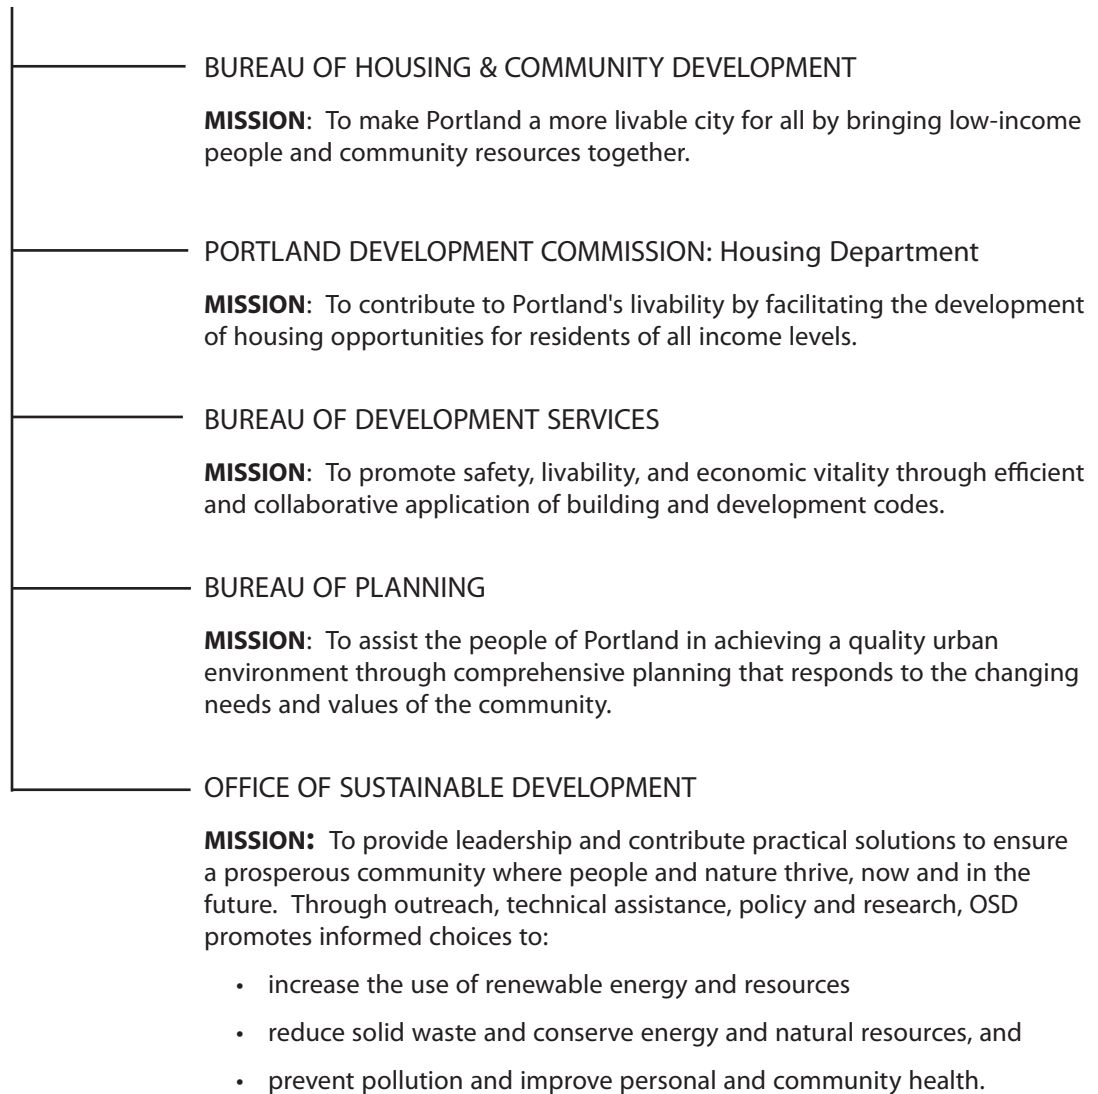 BUREAU OF HOUSING & COMMUNITY DEVELOPMENT
MISSION: To make Portland a more livable city for all by bringing low-income
people and community resources together.
PORTLAND DEVELOPMENT COMMISSION: Housing Department
MISSION: To contribute to Portland's livability by facilitating the development
of housing opportunities for residents of all income levels.
BUREAU OF DEVELOPMENT SERVICES
MISSION: To promote safety, livability, and economic vitality through efficient
and collaborative application of building and development codes.
BUREAU OF PLANNING
MISSION: To assist the people of Portland in achieving a quality urban
environment through comprehensive planning that responds to the changing
needs and values of the community.
OFFICE OF SUSTAINABLE DEVELOPMENT
MISSION: To provide leadership and contribute practical solutions to ensure
a prosperous community where people and nature thrive, now and in the
future. Through outreach, technical assistance, policy and research, OSD
promotes informed choices to:
• increase the use of renewable energy and resources
• reduce solid waste and conserve energy and natural resources, and
• prevent pollution and improve personal and community health.